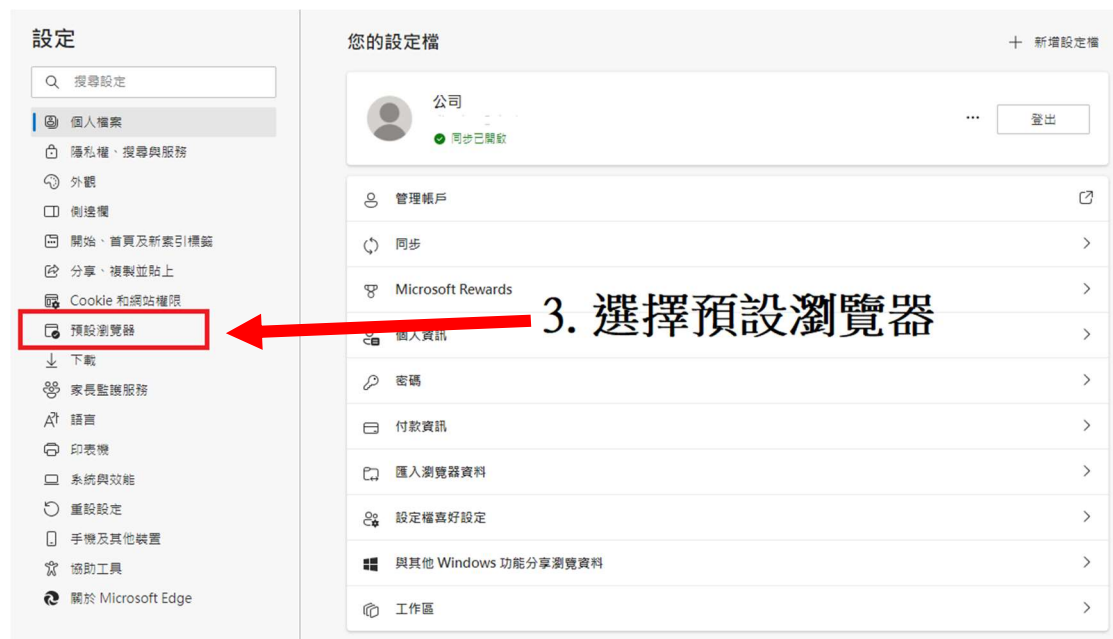 設定
搜尋設定
個人檔案
隱私權、搜尋與服務
外觀
側邊欄
開始、首頁及新索引標籤
分享、複製並貼上
Cookie 和網站權限
預設瀏覽器
下載
家長監護服務
語言
印表機
系統與效能
重設設定
手機及其他裝置
協助工具
關於 Microsoft Edge
您的設定檔
新增設定檔
公司
同步已開啟
登出
管理帳戶
同步
Microsoft Rewards
3. 選擇預設瀏覽器
個人資訊
密碼
付款資訊
匯入瀏覽器資料
設定檔喜好設定
與其他 Windows 功能分享瀏覽資料
工作區